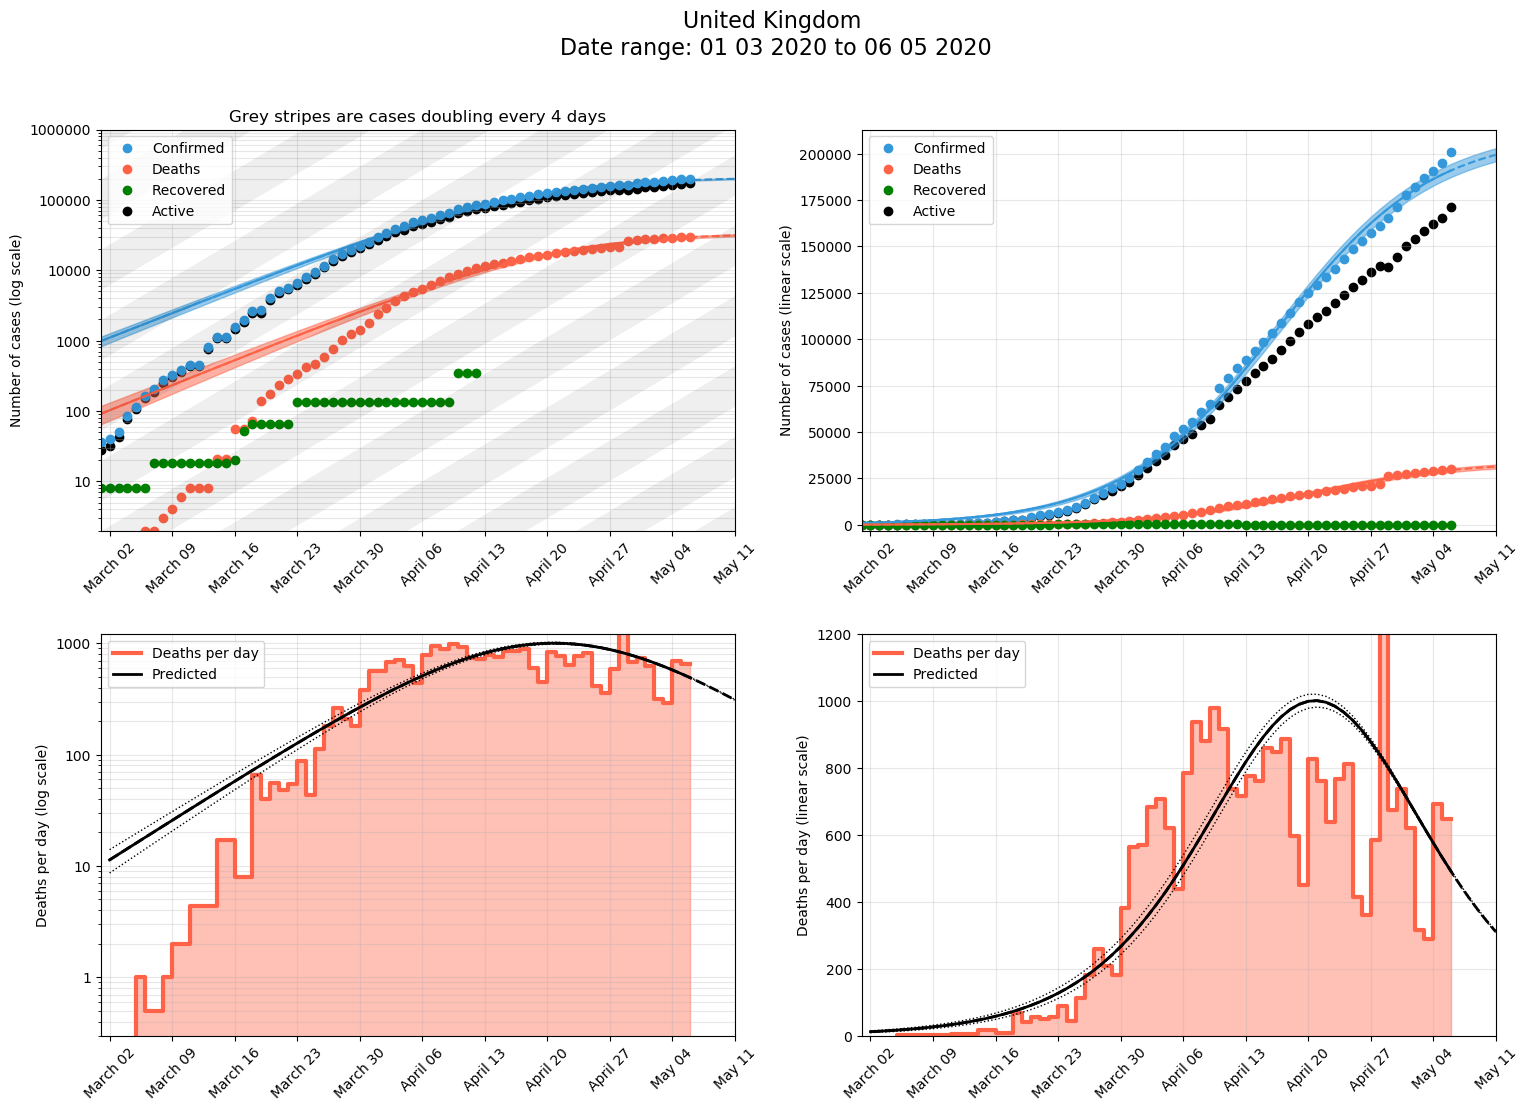 United Kingdom
Date range: 01 03 2020 to 06 05 2020
Grey stripes are cases doubling every 4 days
Number of cases (log scale)
1000000
100000
10000
1000
100
10
Confirmed
Deaths
Recovered
Active
March 02
March 09
March 16
March 23
March 30
April 06
April 13
April 20
April 27
May 04
May 11
Number of cases (linear scale)
200000
175000
150000
125000
100000
75000
50000
25000
0
Confirmed
Deaths
Recovered
Active
March 02
March 09
March 16
March 23
March 30
April 06
April 13
April 20
April 27
May 04
May 11
Deaths per day (log scale)
1000
100
10
1
Deaths per day
Predicted
March 02
March 09
March 16
March 23
March 30
April 06
April 13
April 20
April 27
May 04
May 11
Deaths per day (linear scale)
1200
1000
800
600
400
200
0
Deaths per day
Predicted
March 02
March 09
March 16
March 23
March 30
April 06
April 13
April 20
April 27
May 04
May 11